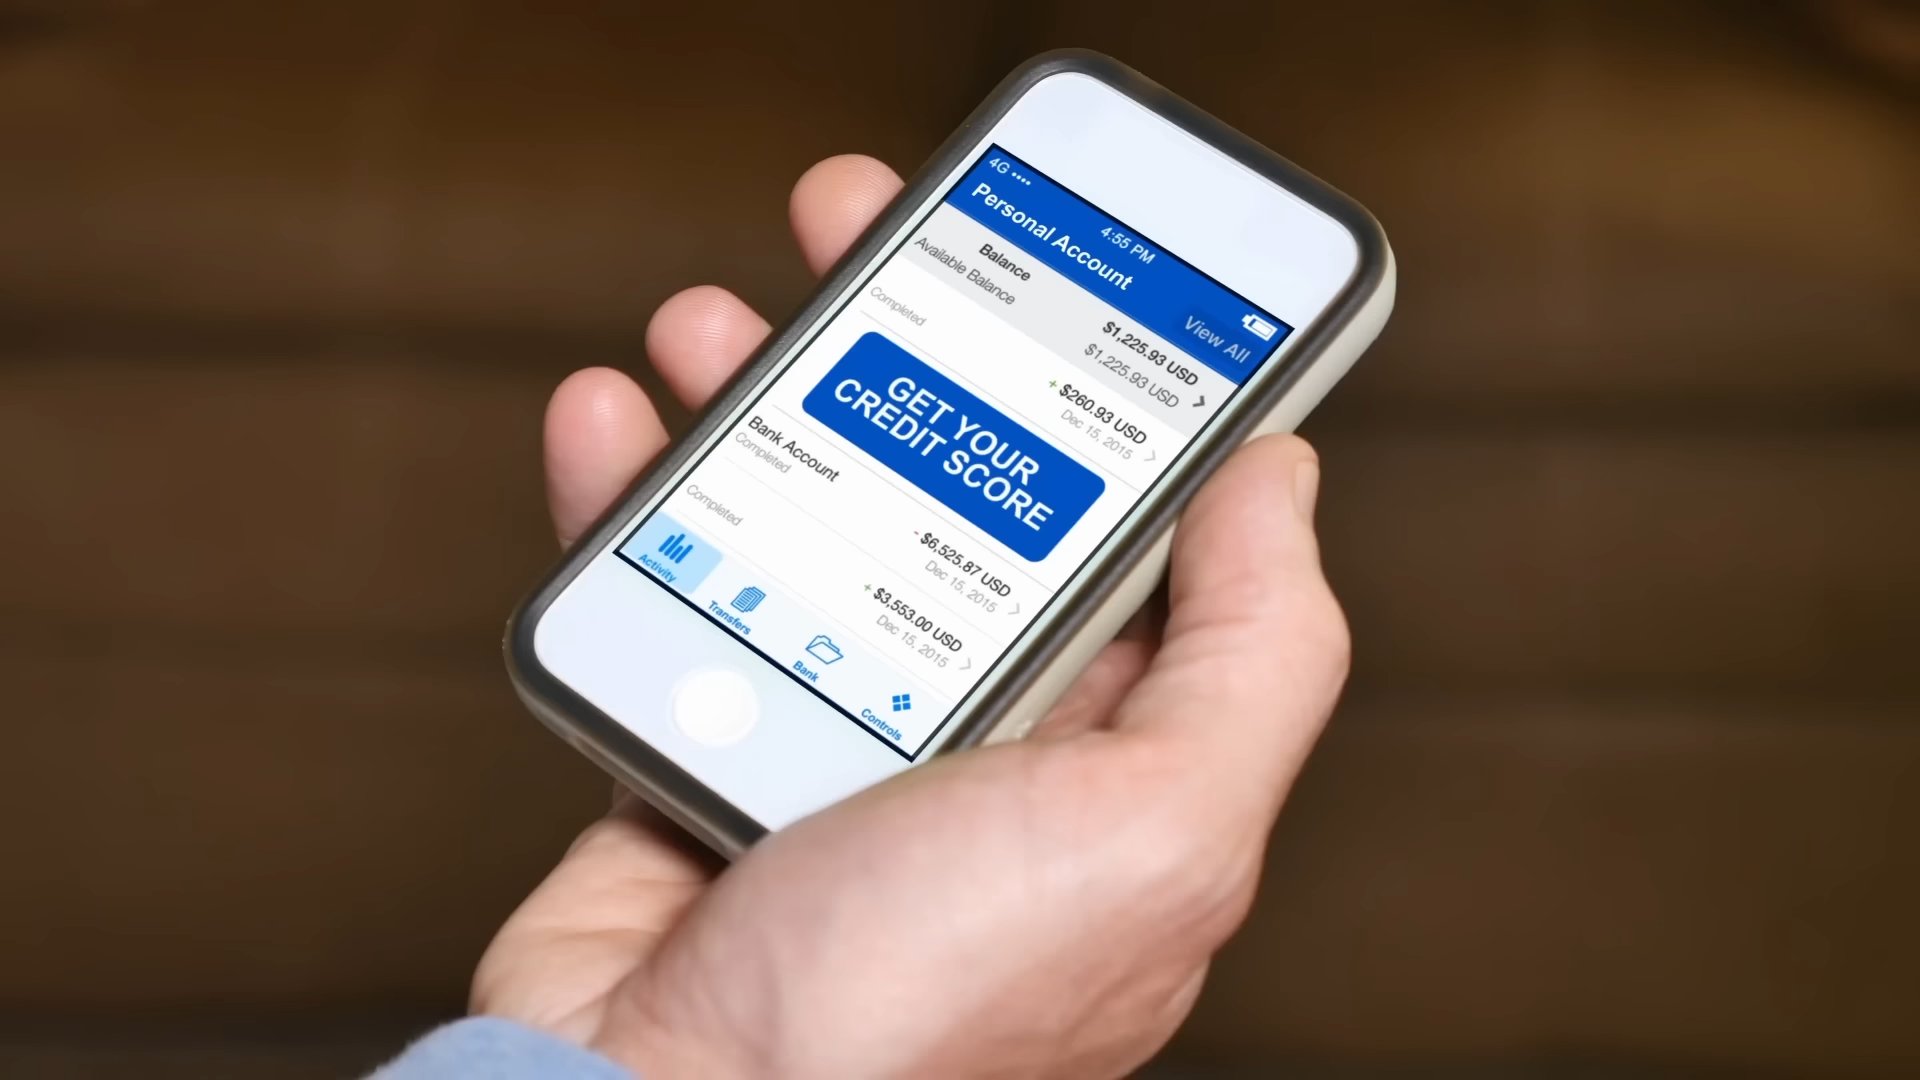 4G ••••
4:55 PM
Personal Account
View All
Balance
$1,225.93 USD
Available Balance
$1,225.93 USD
Completed
+ $260.93 USD
Dec 15, 2015
GET YOUR
CREDIT SCORE
Bank Account
Completed
- $6,525.87 USD
Dec 15, 2015
Completed
+ $3,553.00 USD
Dec 15, 2015
Activity
Transfers
Bank
Controls